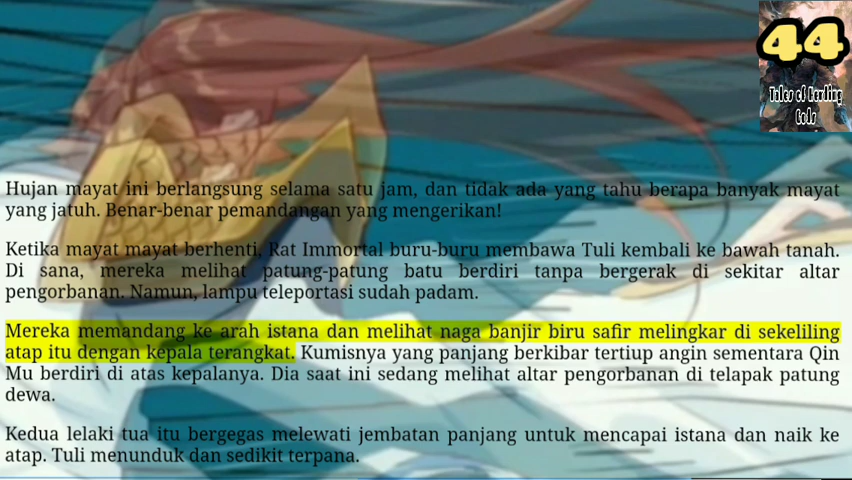 44
Tales of Herding
Gods
Hujan mayat ini berlangsung selama satu jam, dan tidak ada yang tahu berapa banyak mayat
yang jatuh. Benar-benar pemandangan yang mengerikan!
Ketika mayat mayat berhenti, Rat Immortal buru-buru membawa Tuli kembali ke bawah tanah.
Di sana, mereka melihat patung-patung batu berdiri tanpa bergerak di sekitar altar
pengorbanan. Namun, lampu teleportasi sudah padam.
Mereka memandang ke arah istana dan melihat naga banjir biru safir melingkar di sekeliling
atap itu dengan kepala terangkat. Kumisnya yang panjang berkibar tertiup angin sementara Qin
Mu berdiri di atas kepalanya. Dia saat ini sedang melihat altar pengorbanan di telapak patung
dewa.
Kedua lelaki tua itu bergegas melewati jembatan panjang untuk mencapai istana dan naik ke
atap. Tuli menunduk dan sedikit terpana.